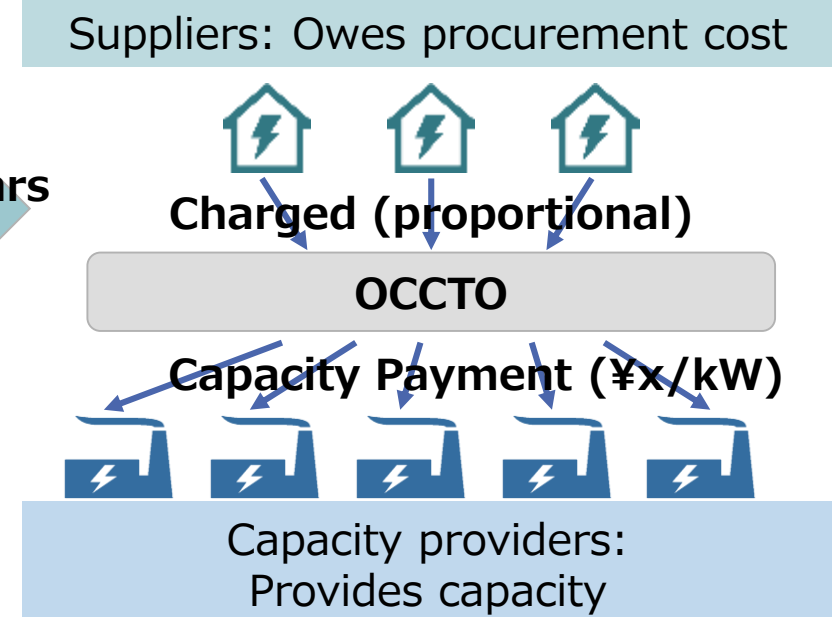 Suppliers: Owes procurement cost
Charged (proportional)
OCCTO
Capacity Payment (¥x/kW)
Capacity providers:
Provides capacity